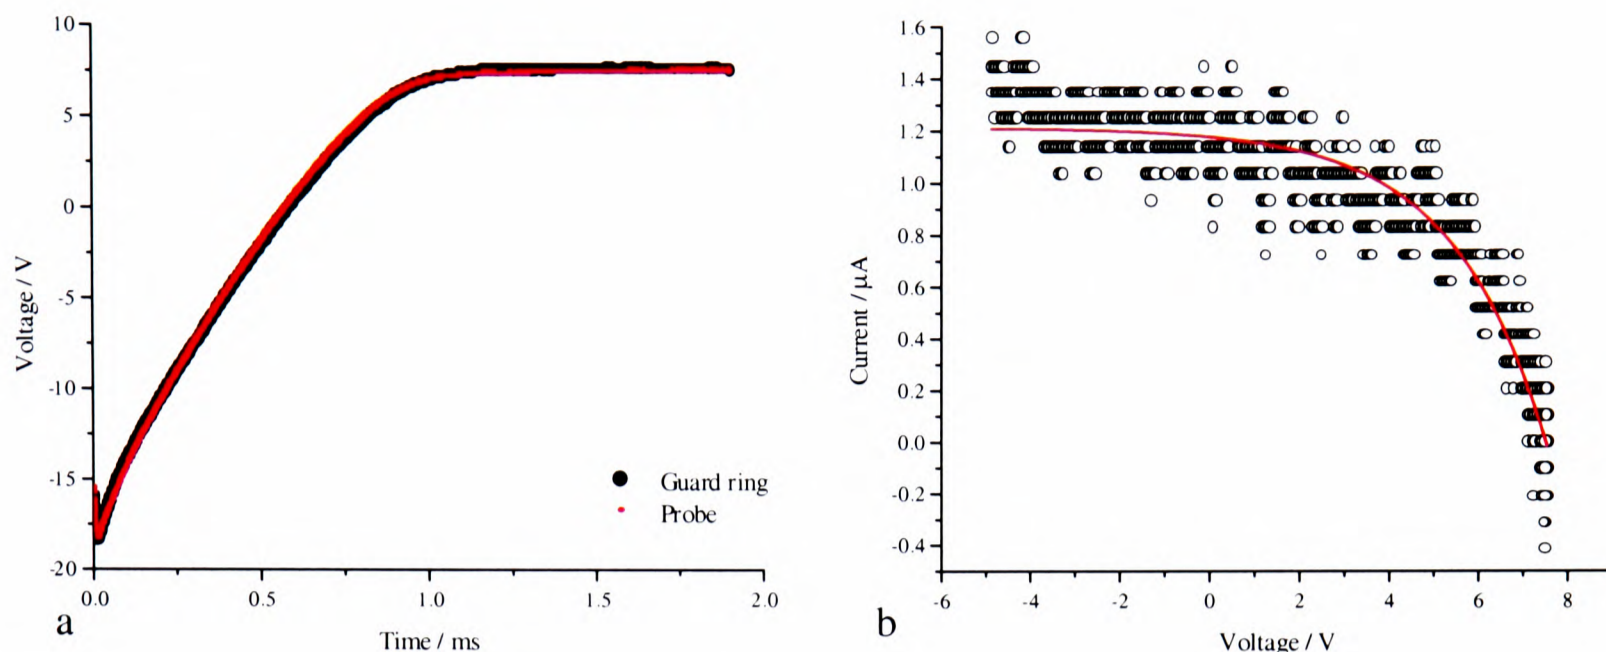 10
5
0
-5
-10
-15
-20
0.0 0.5 1.0 1.5 2.0
Voltage / V
Time / ms
Guard ring
Probe
a
1.6
1.4
1.2
1.0
0.8
0.6
0.4
0.2
0.0
-0.2
-0.4
-6 -4 -2 0 2 4 6 8
Current / μA
Voltage / V
b